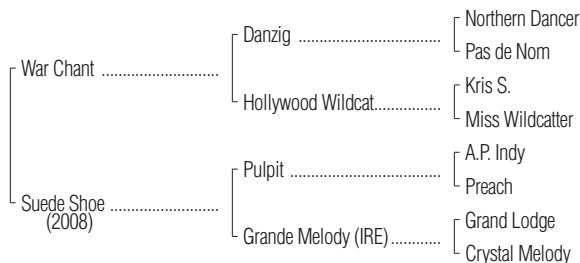 Northern Dancer
Danzig ................................
Pas de Nom
War Chant ..........................
Kris S.
Hollywood Wildcat...............
Miss Wildcatter
A.P. Indy
Pulpit ..................................
Preach
Suede Shoe ........................
(2008)
Grand Lodge
Grande Melody (IRE)...........
Crystal Melody